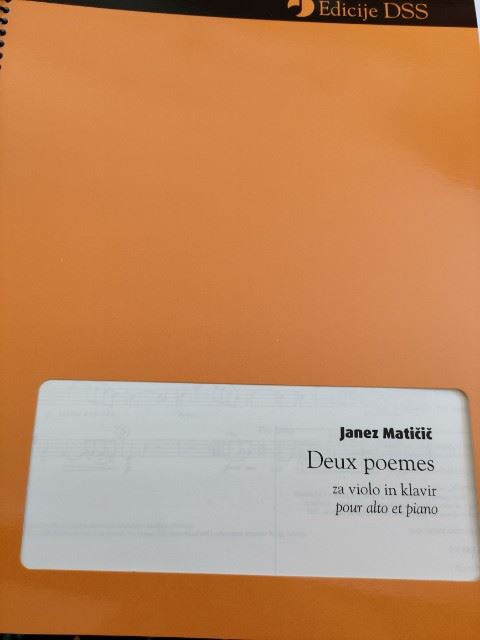 Edicije DSS
Janez Matičič
Deux poemes
za violo in klavir
pour alto et piano